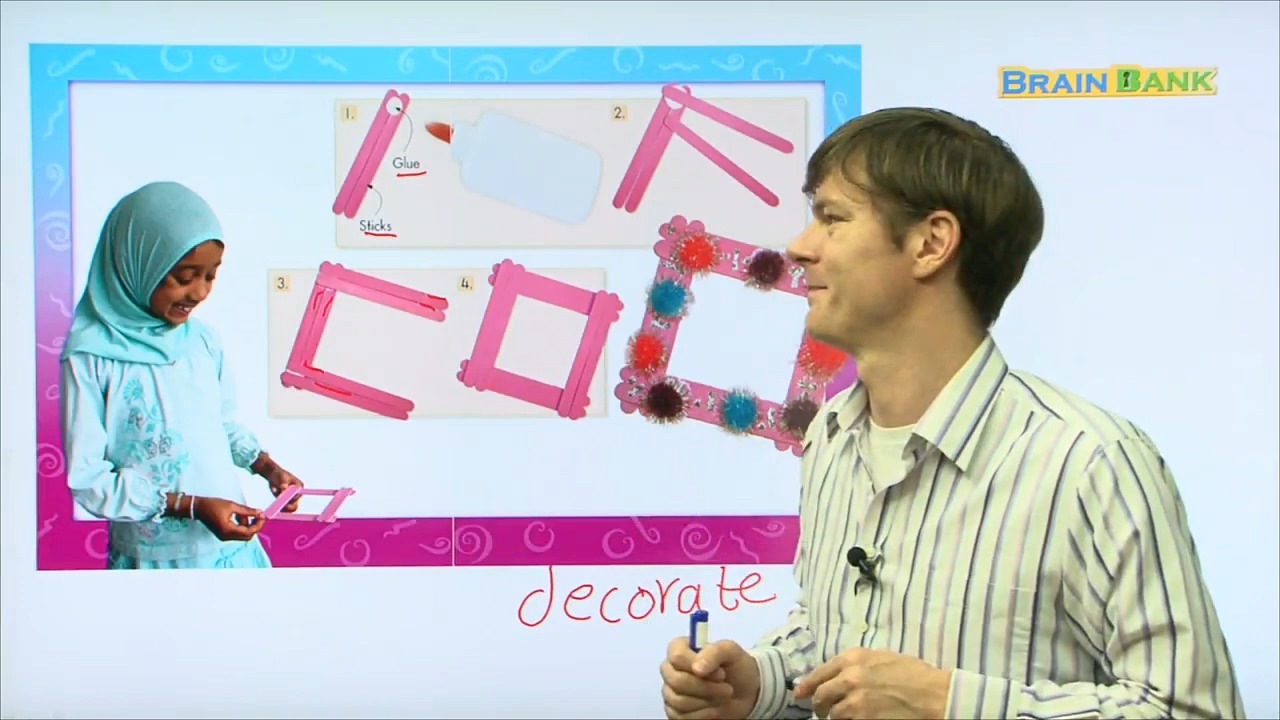 BRAIN BANK
1.
2.
Glue
Sticks
3.
4.
decorate